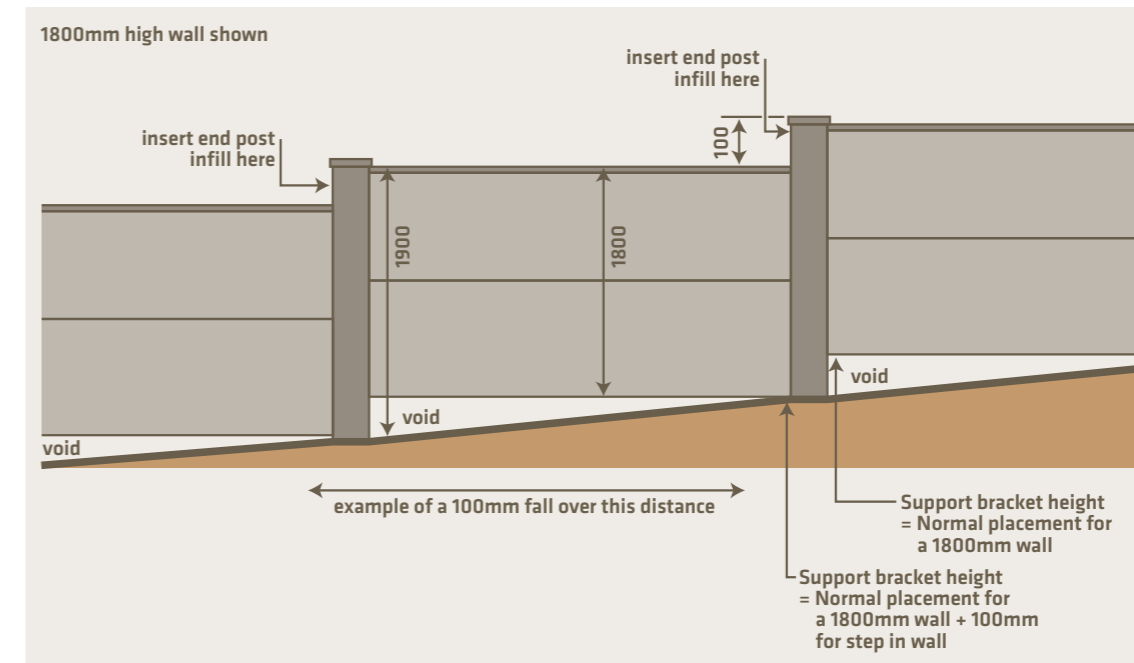 1800mm high wall shown
insert end post
infill here
insert end post
infill here
100
1900
1800
void
void
void
example of a 100mm fall over this distance
Support bracket height
= Normal placement for
a 1800mm wall
Support bracket height
= Normal placement for
a 1800mm wall + 100mm
for step in wall